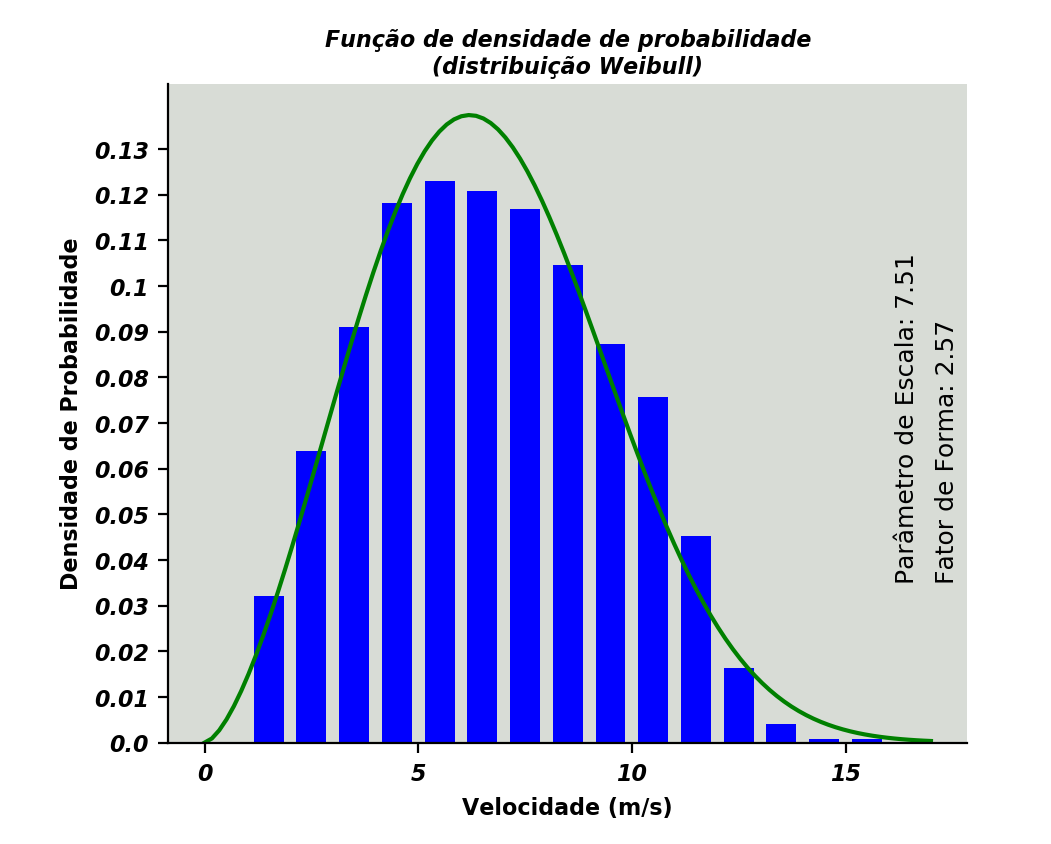 Função de densidade de probabilidade
(distribuição Weibull)
Densidade de Probabilidade
0.13
0.12
0.11
0.1
0.09
0.08
0.07
0.06
0.05
0.04
0.03
0.02
0.01
0.0
Parâmetro de Escala: 7.51
Fator de Forma: 2.57
0 5 10 15
Velocidade (m/s)